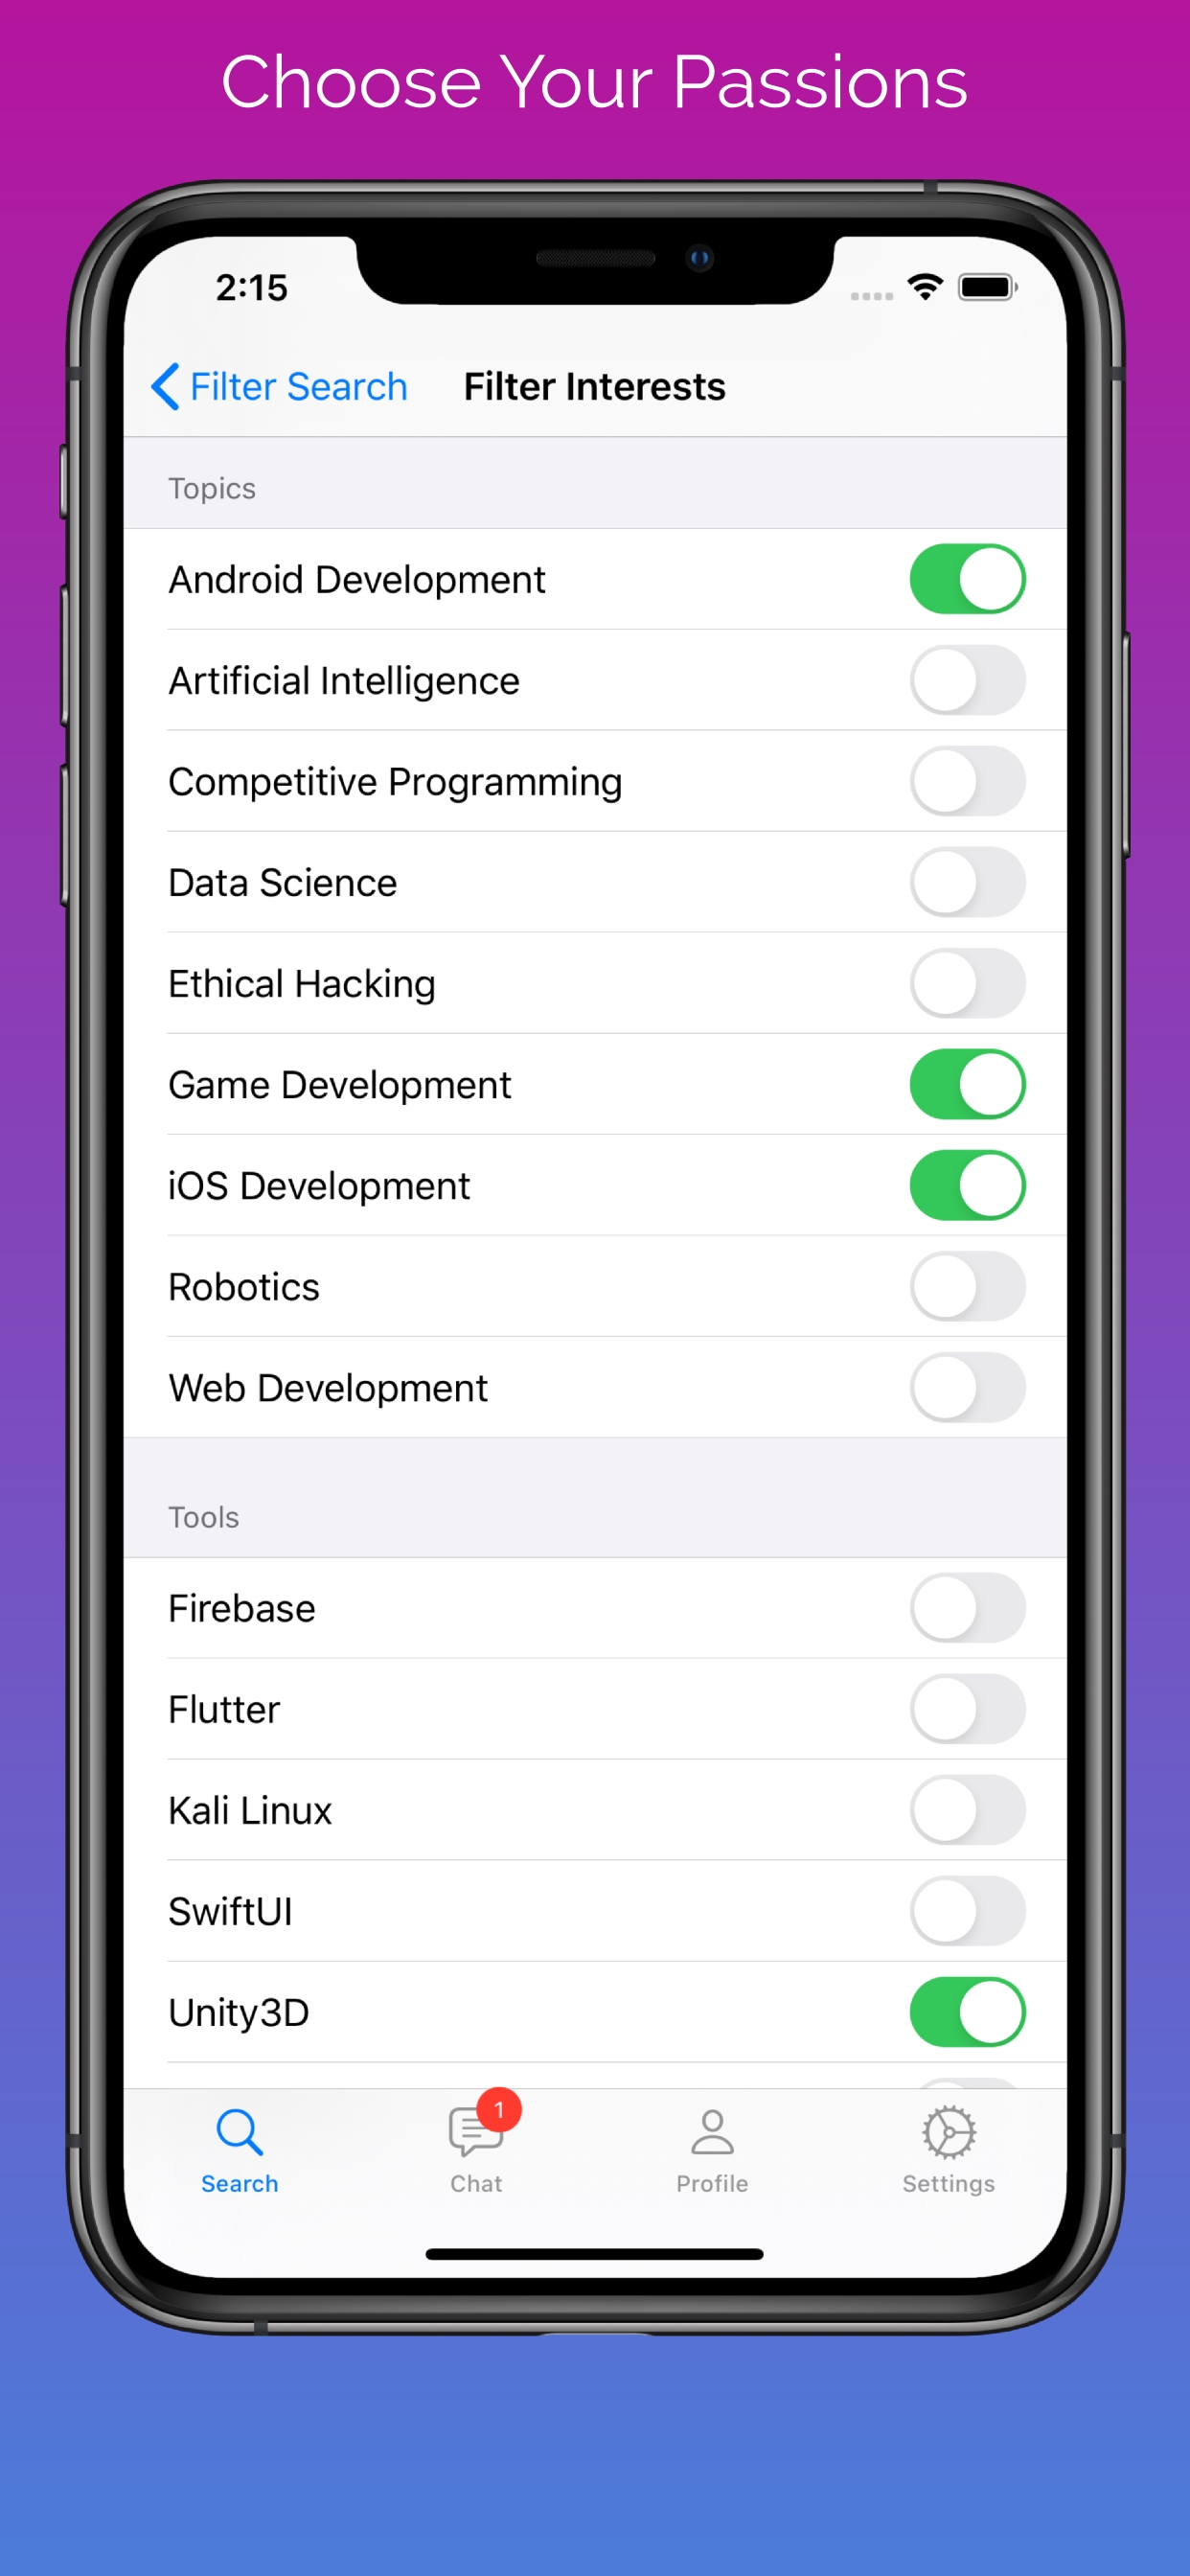 Choose Your Passions
2:15
Filter Search Filter Interests
Topics
Android Development
Artificial Intelligence
Competitive Programming
Data Science
Ethical Hacking
Game Development
iOS Development
Robotics
Web Development
Tools
Firebase
Flutter
Kali Linux
SwiftUI
Unity3D
1
Search Chat Profile Settings